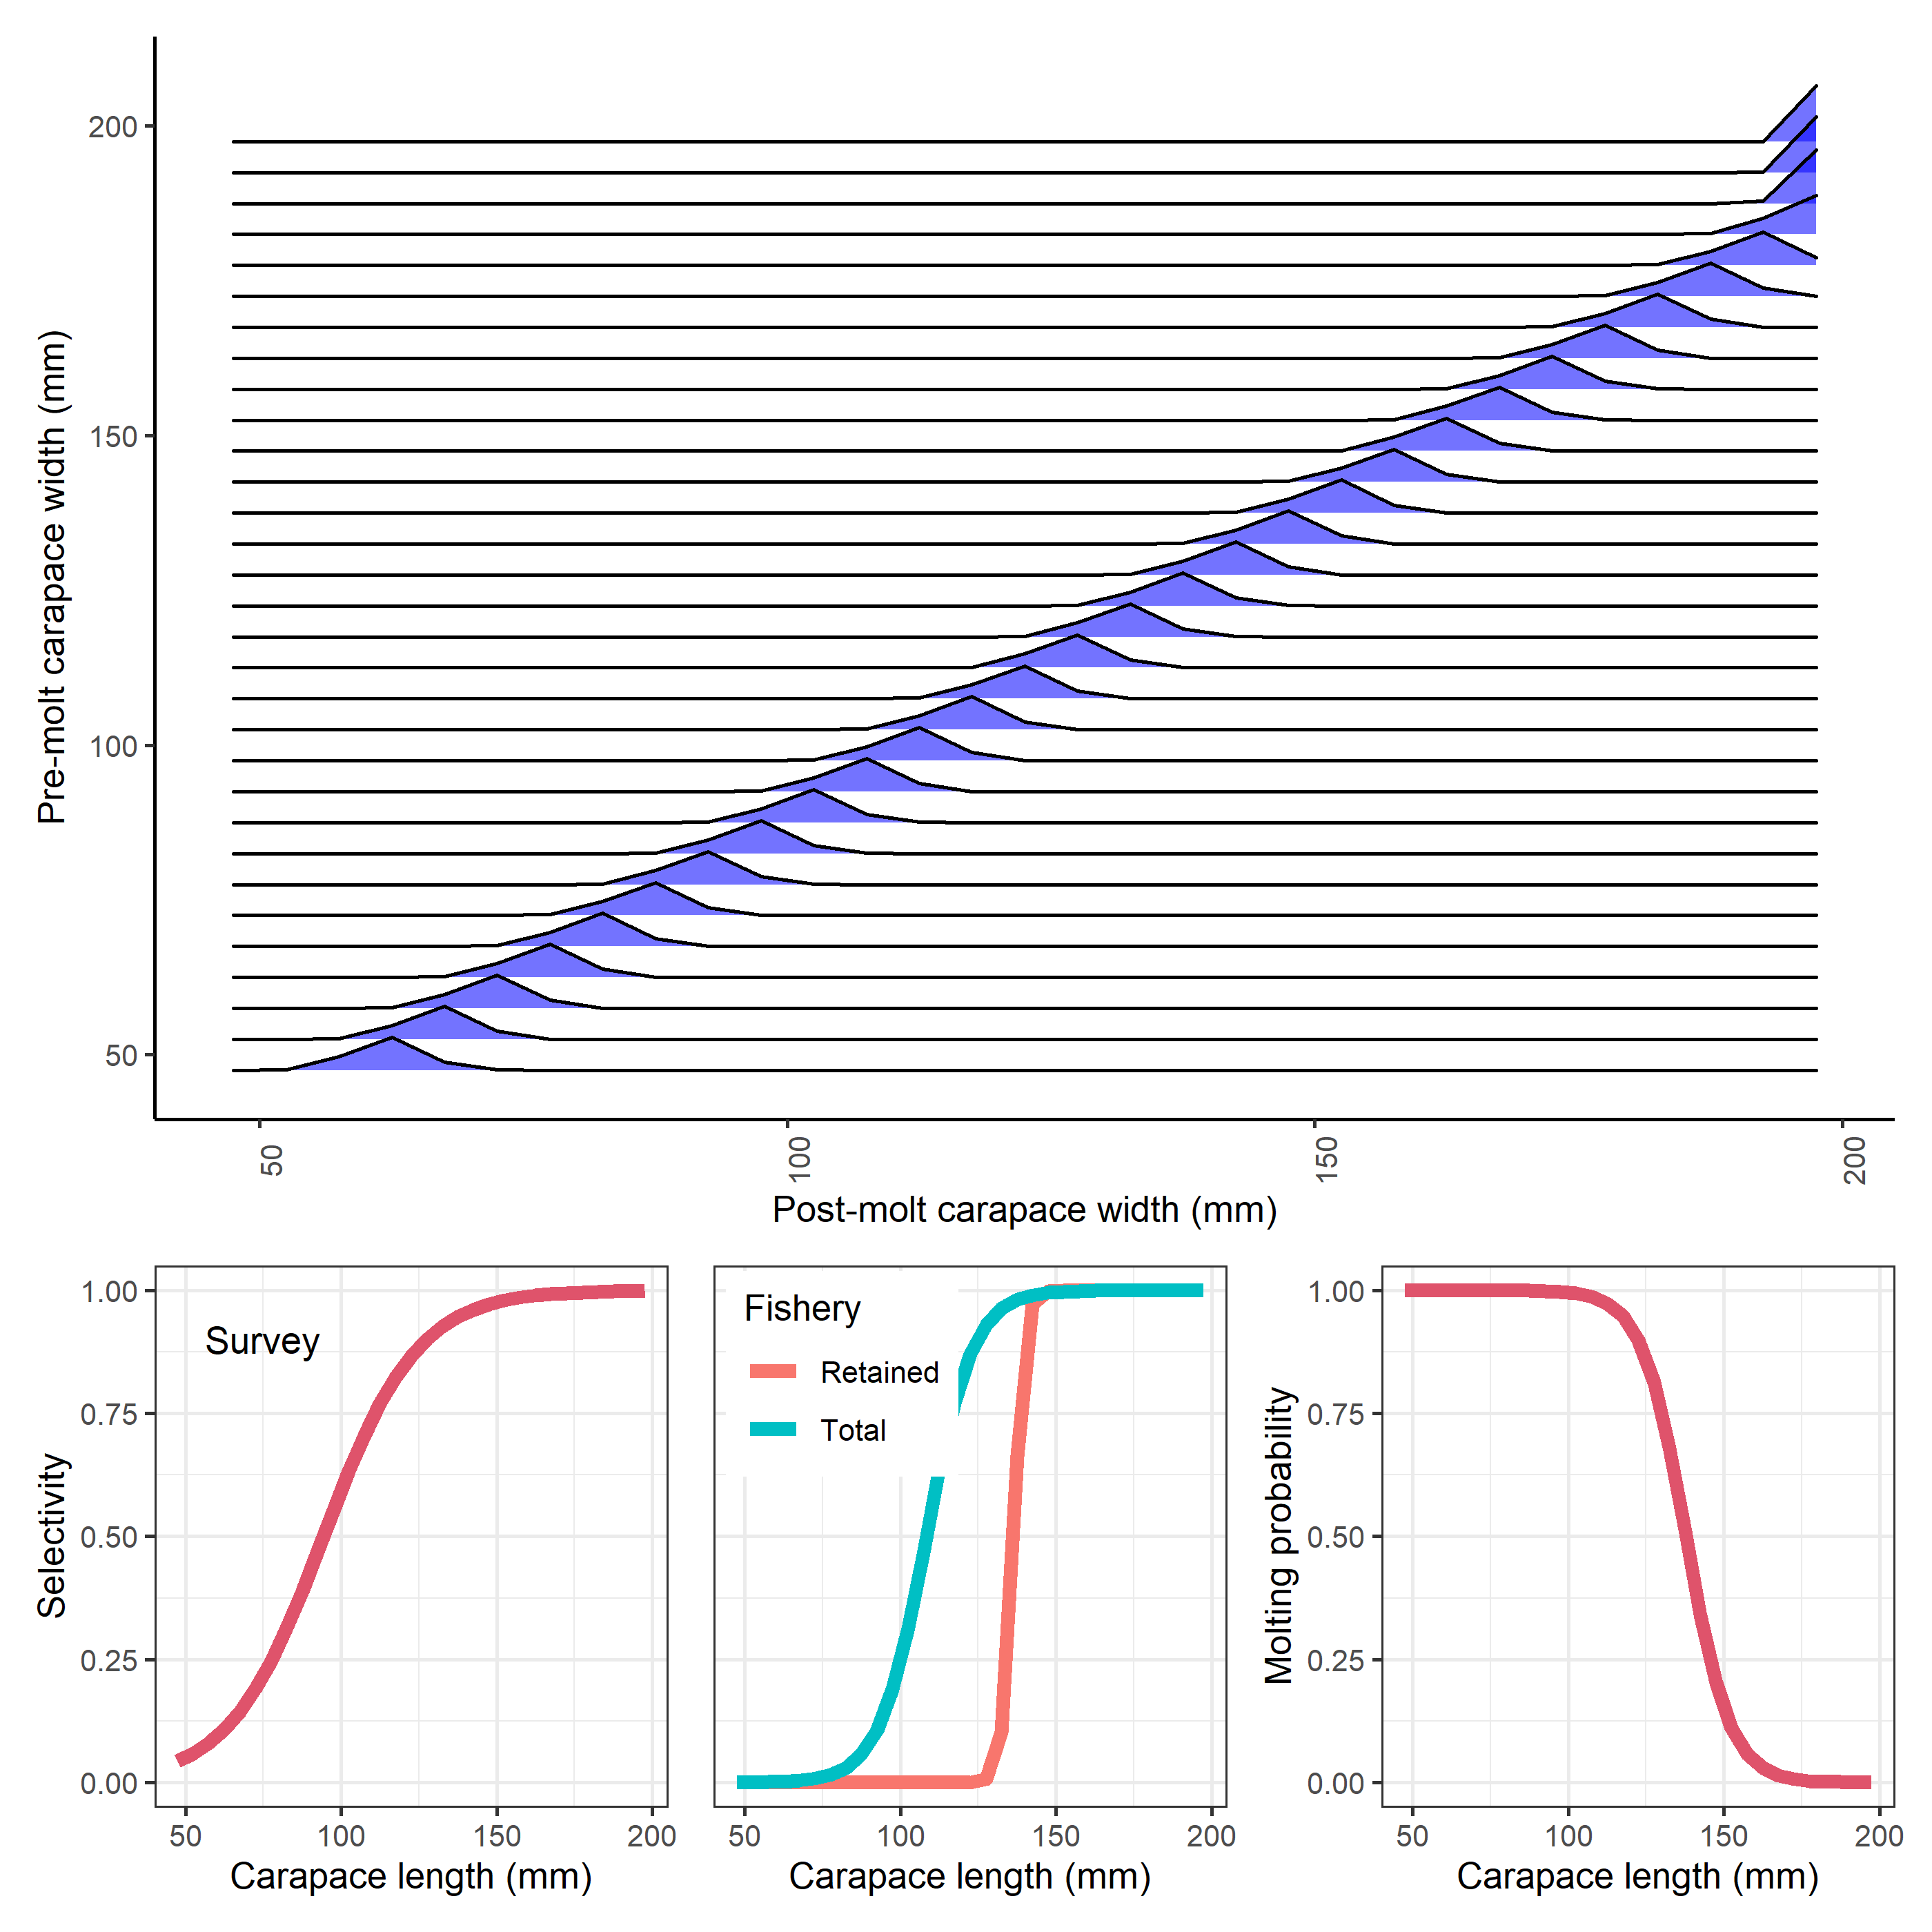 Pre-molt carapace width (mm)
200
150
100
50
50
100
150
200
Post-molt carapace width (mm)
Selectivity
1.00
0.75
0.50
0.25
0.00
Survey
50
100
150
200
Carapace length (mm)
Fishery
Retained
Total
50
100
150
200
Carapace length (mm)
Molting probability
1.00
0.75
0.50
0.25
0.00
50
100
150
200
Carapace length (mm)